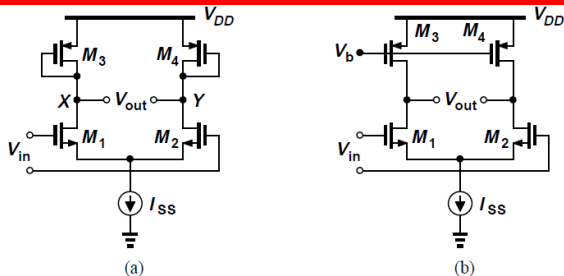 V_DD V_DD
M_3 M_4 M_3 M_4
V_b
X V_out Y V_out
M_1 M_2 M_1 M_2
V_in V_in
I_SS I_SS
(a) (b)